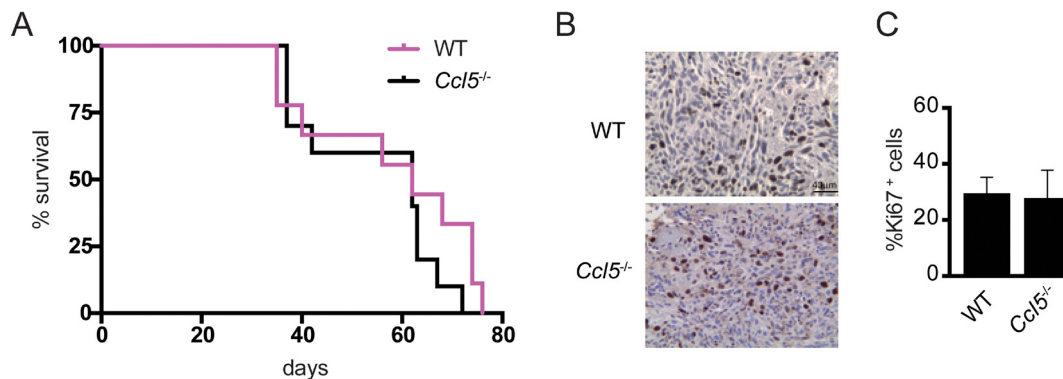 A
% survival
100
75
50
25
0
0 20 40 60 80
days
WT
Ccl5-/-
B
WT
40µm
Ccl5-/-
C
%Ki67+ cells
60
40
20
0
WT
Ccl5-/-